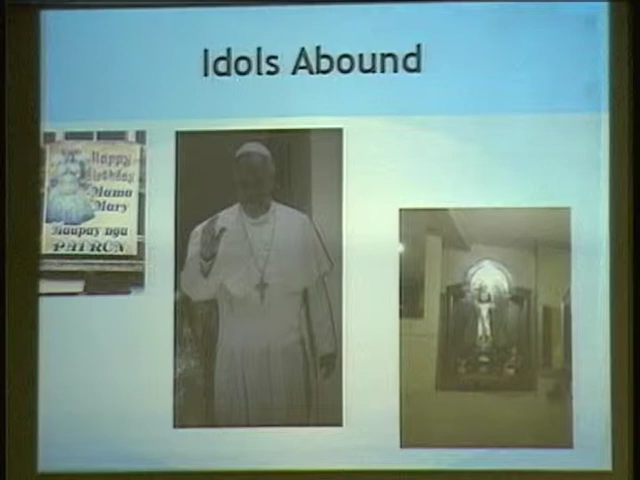 Idols Abound
Happy
Birthday
Mama
Mary
Maupay nga
PATRON